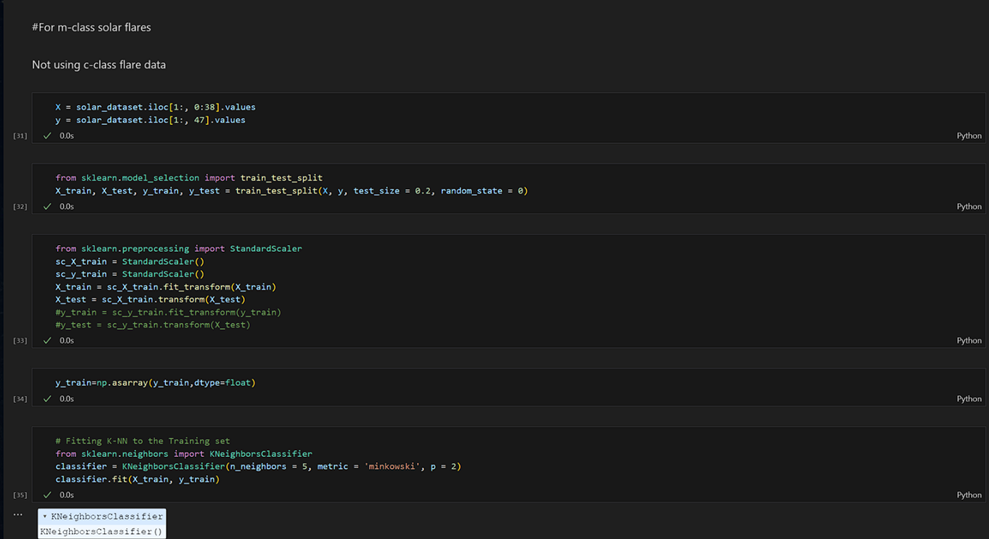 #For m-class solar flares
Not using c-class flare data
X = solar_dataset.iloc[1:, 0:38].values
y = solar_dataset.iloc[1:, 47].values
[31]
✓ 0.0s
Python
from sklearn.model_selection import train_test_split
X_train, X_test, y_train, y_test = train_test_split(X, y, test_size = 0.2, random_state = 0)
[32]
✓ 0.0s
Python
from sklearn.preprocessing import StandardScaler
sc_X_train = StandardScaler()
sc_y_train = StandardScaler()
X_train = sc_X_train.fit_transform(X_train)
X_test = sc_X_train.transform(X_test)
#y_train = sc_y_train.fit_transform(y_train)
#y_test = sc_y_train.transform(X_test)
[33]
✓ 0.0s
Python
y_train=np.asarray(y_train,dtype=float)
[34]
✓ 0.0s
Python
# Fitting K-NN to the Training set
from sklearn.neighbors import KNeighborsClassifier
classifier = KNeighborsClassifier(n_neighbors = 5, metric = 'minkowski', p = 2)
classifier.fit(X_train, y_train)
[35]
✓ 0.0s
Python
...
▾ KNeighborsClassifier
KNeighborsClassifier()